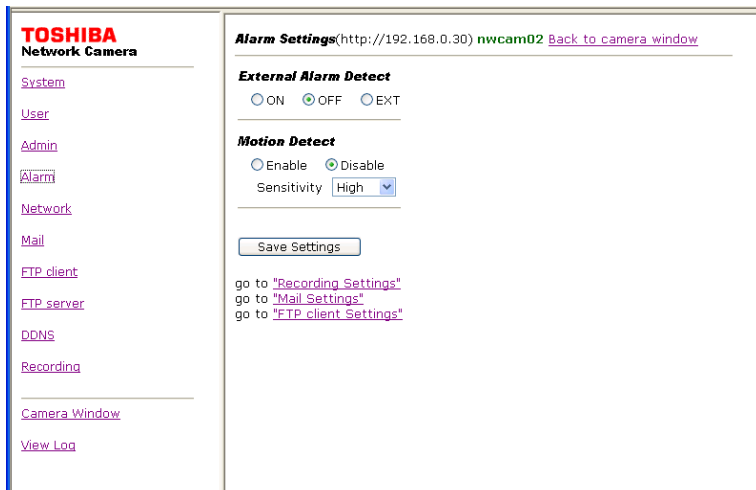 TOSHIBA
Network Camera
System
User
Admin
Alarm
Network
Mail
FTP client
FTP server
DDNS
Recording
Camera Window
View Log
Alarm Settings(http://192.168.0.30) nwcam02 Back to camera window
External Alarm Detect
ON OFF EXT
Motion Detect
Enable Disable
Sensitivity High
Save Settings
go to "Recording Settings"
go to "Mail Settings"
go to "FTP client Settings"